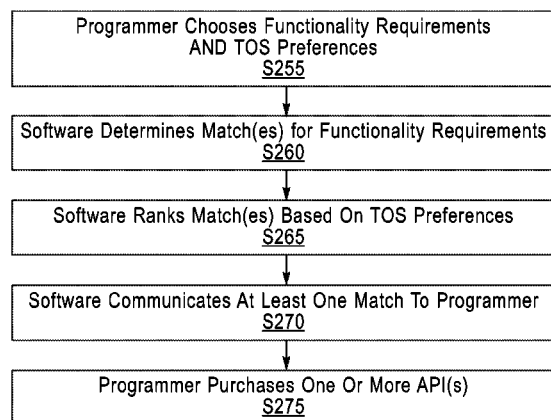 Programmer Chooses Functionality Requirements
AND TOS Preferences
S255
Software Determines Match(es) for Functionality Requirements
S260
Software Ranks Match(es) Based On TOS Preferences
S265
Software Communicates At Least One Match To Programmer
S270
Programmer Purchases One Or More API(s)
S275